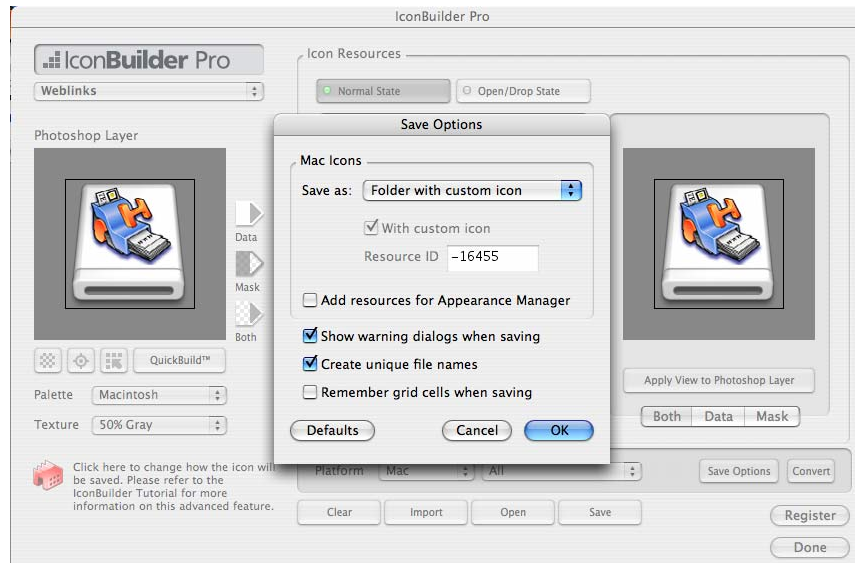 IconBuilder Pro
IconBuilder Pro
Weblinks
Photoshop Layer
Data
Mask
Both
QuickBuild™
Palette Macintosh
Texture 50% Gray
Click here to change how the icon will
be saved. Please refer to the
IconBuilder Tutorial for more
information on this advanced feature.
Icon Resources
Normal State
Open/Drop State
Save Options
Mac Icons
Save as: Folder with custom icon
With custom icon
Resource ID -16455
Add resources for Appearance Manager
Show warning dialogs when saving
Create unique file names
Remember grid cells when saving
Defaults Cancel OK
Apply View to Photoshop Layer
Both Data Mask
Platform Mac All Save Options Convert
Clear Import Open Save
Register
Done